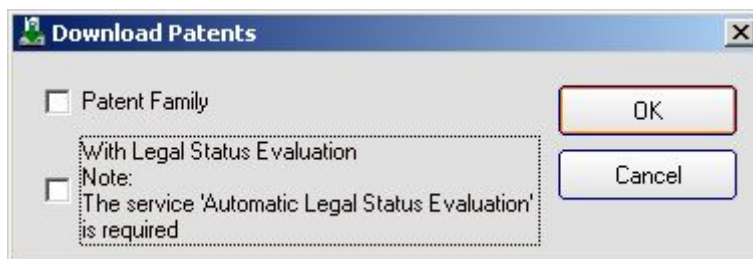 Download Patents
Patent Family
OK
With Legal Status Evaluation
Note:
The service 'Automatic Legal Status Evaluation'
is required
Cancel